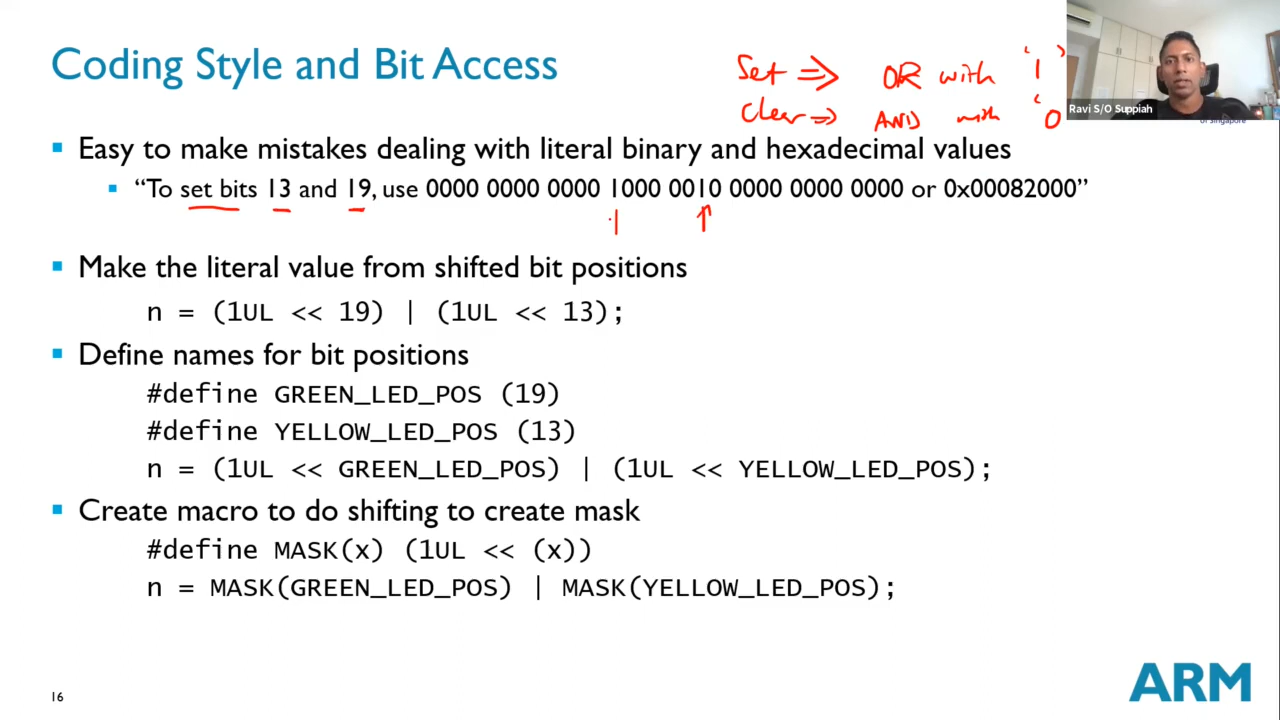 Coding Style and Bit Access
Set ⇒ OR with '1'
Clear ⇒ AND with '0
Ravi S/O Suppiah
of Singapore
▪ Easy to make mistakes dealing with literal binary and hexadecimal values
▪ “To set bits 13 and 19, use 0000 0000 0000 1000 0010 0000 0000 0000 or 0x00082000”
▪ Make the literal value from shifted bit positions
n = (1UL << 19) | (1UL << 13);
▪ Define names for bit positions
#define GREEN_LED_POS (19)
#define YELLOW_LED_POS (13)
n = (1UL << GREEN_LED_POS) | (1UL << YELLOW_LED_POS);
▪ Create macro to do shifting to create mask
#define MASK(x) (1UL << (x))
n = MASK(GREEN_LED_POS) | MASK(YELLOW_LED_POS);
16
ARM